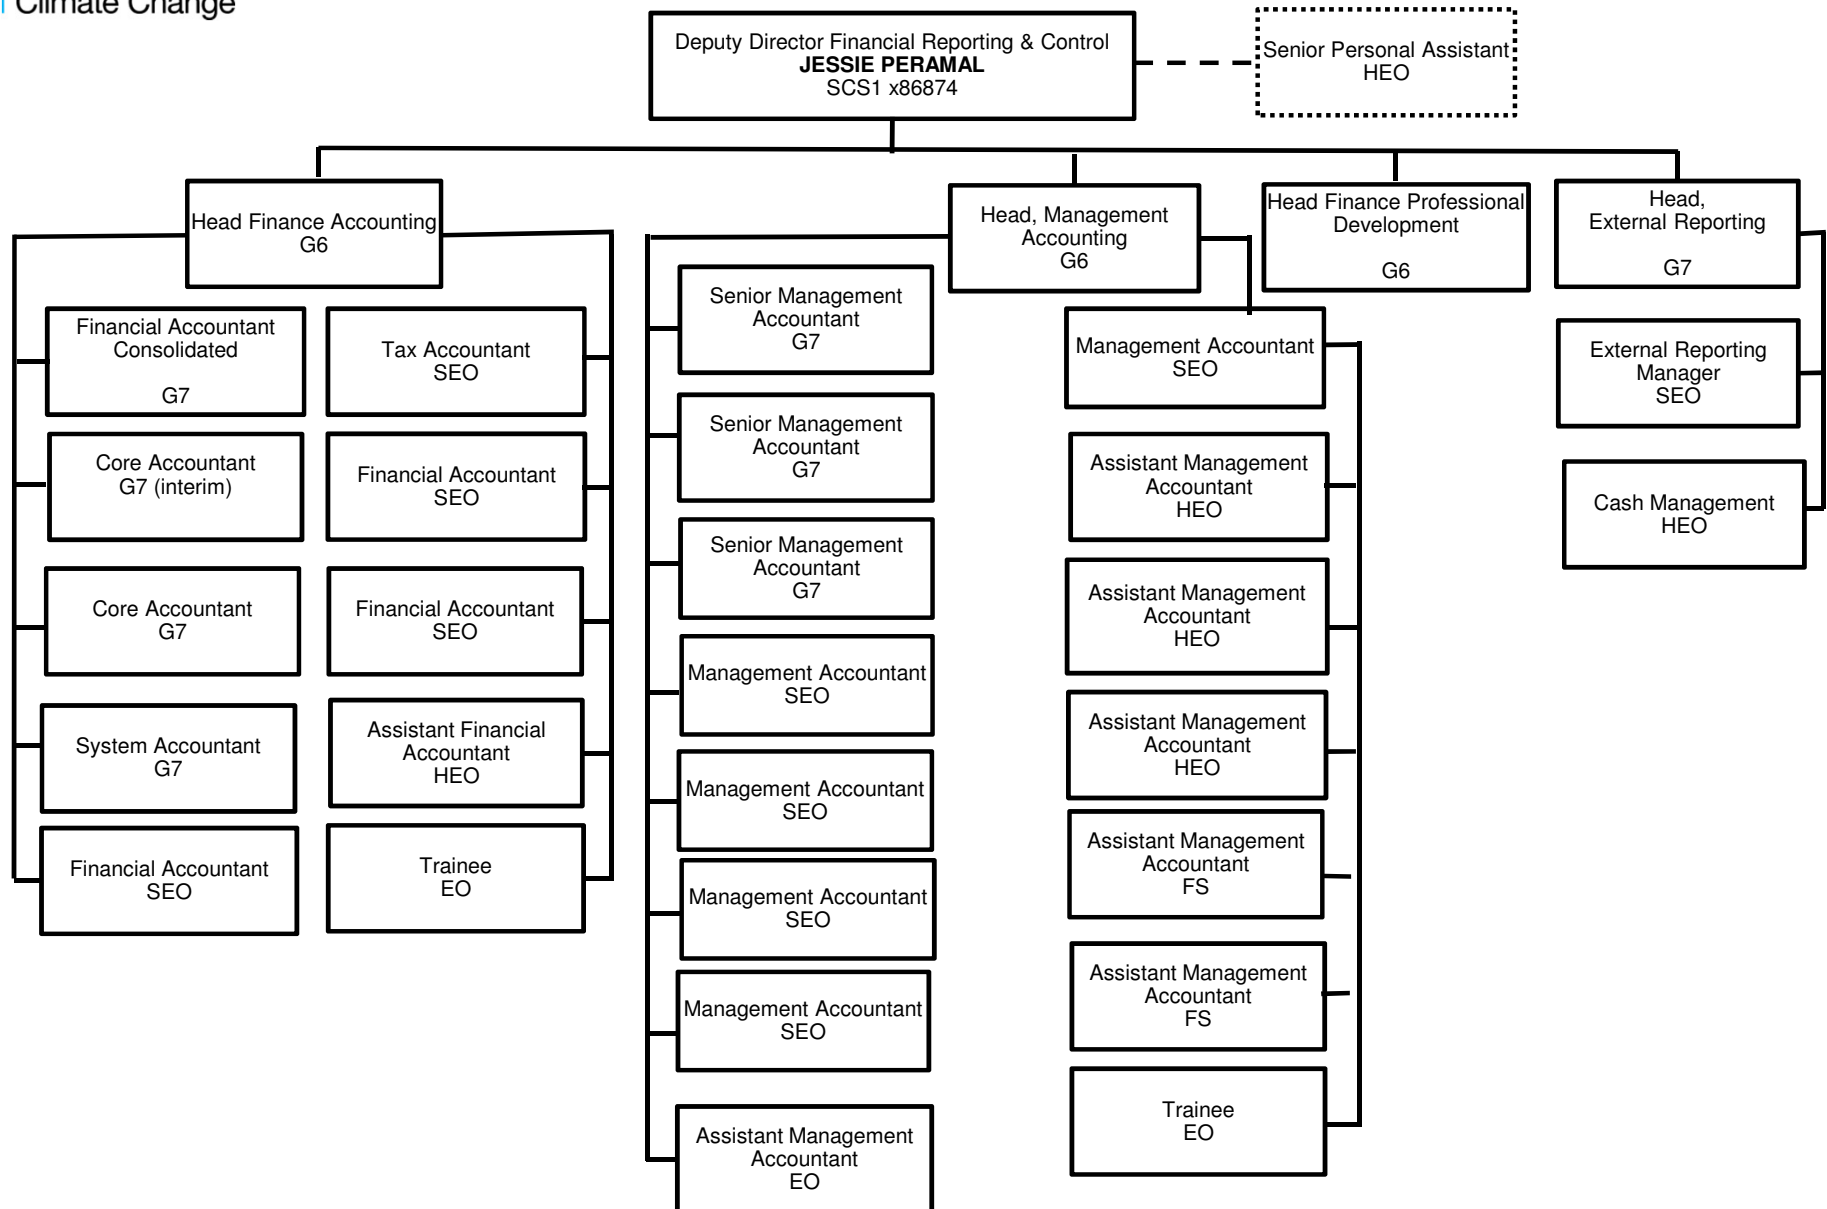 Climate Change
Deputy Director Financial Reporting & Control
JESSIE PERAMAL
SCS1 x86874
Senior Personal Assistant
HEO
Head Finance Accounting
G6
Head, Management
Accounting
G6
Head Finance Professional
Development
G6
Head,
External Reporting
G7
Financial Accountant
Consolidated
G7
Core Accountant
G7 (interim)
Core Accountant
G7
System Accountant
G7
Financial Accountant
SEO
Tax Accountant
SEO
Financial Accountant
SEO
Financial Accountant
SEO
Assistant Financial
Accountant
HEO
Trainee
EO
Senior Management
Accountant
G7
Senior Management
Accountant
G7
Senior Management
Accountant
G7
Management Accountant
SEO
Management Accountant
SEO
Management Accountant
SEO
Management Accountant
SEO
Assistant Management
Accountant
EO
Management Accountant
SEO
Assistant Management
Accountant
HEO
Assistant Management
Accountant
HEO
Assistant Management
Accountant
HEO
Assistant Management
Accountant
FS
Assistant Management
Accountant
FS
Trainee
EO
External Reporting
Manager
SEO
Cash Management
HEO